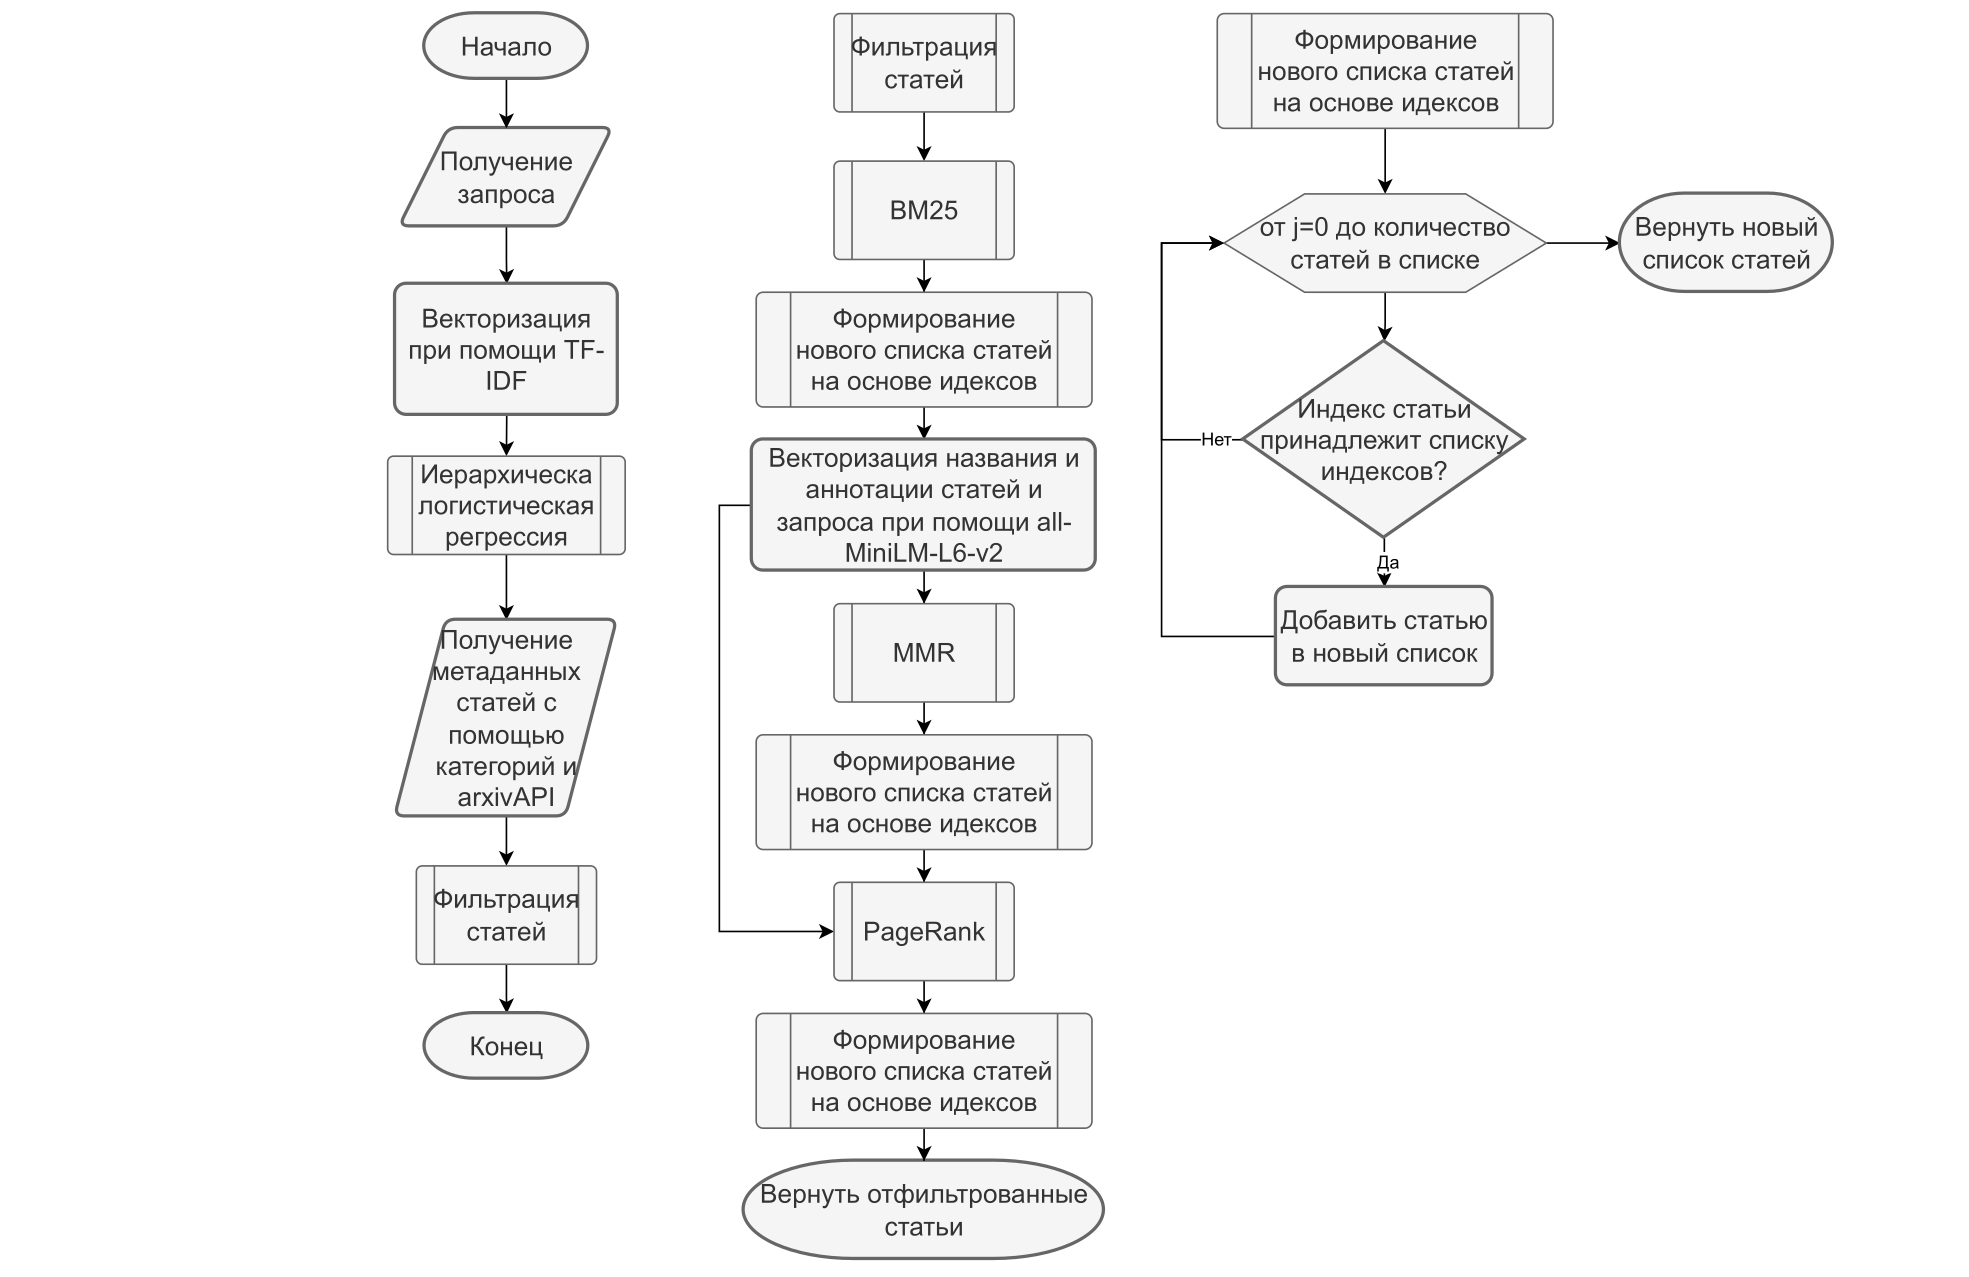 Начало
Получение
запроса
Векторизация
при помощи TF-
IDF
Иерархическа
логистическая
регрессия
Получение
метаданных
статей с
помощью
категорий и
arxivAPI
Фильтрация
статей
Конец
Фильтрация
статей
BM25
Формирование
нового списка статей
на основе идексов
Векторизация названия и
аннотации статей и
запроса при помощи all-
MiniLM-L6-v2
MMR
Формирование
нового списка статей
на основе идексов
PageRank
Формирование
нового списка статей
на основе идексов
Вернуть отфильтрованные
статьи
Формирование
нового списка статей
на основе идексов
от j=0 до количество
статей в списке
Вернуть новый
список статей
Индекс статьи
принадлежит списку
индексов?
Нет
Да
Добавить статью
в новый список